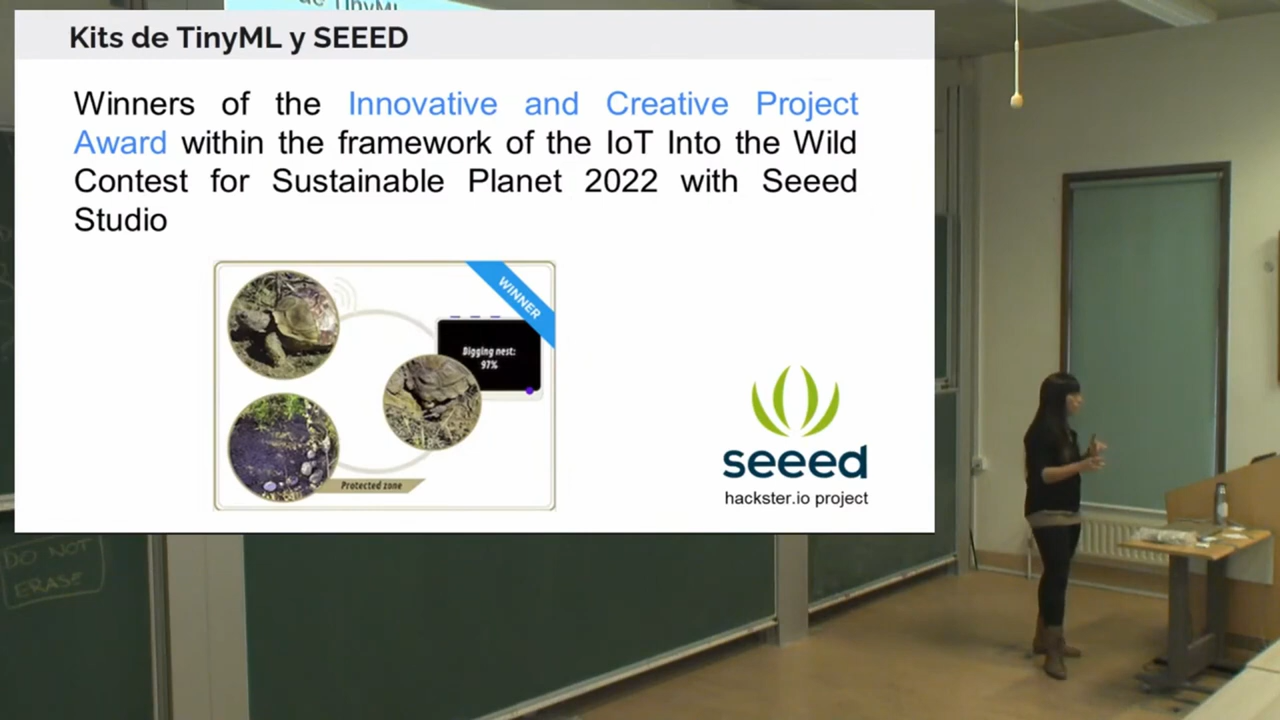 de TinyML
Kits de TinyML y SEEED
Winners of the Innovative and Creative Project
Award within the framework of the IoT Into the Wild
Contest for Sustainable Planet 2022 with Seeed
Studio
WINNER
Digging nest:
97%
Protected zone
seeed
hackster.io project
DO NOT
ERASE